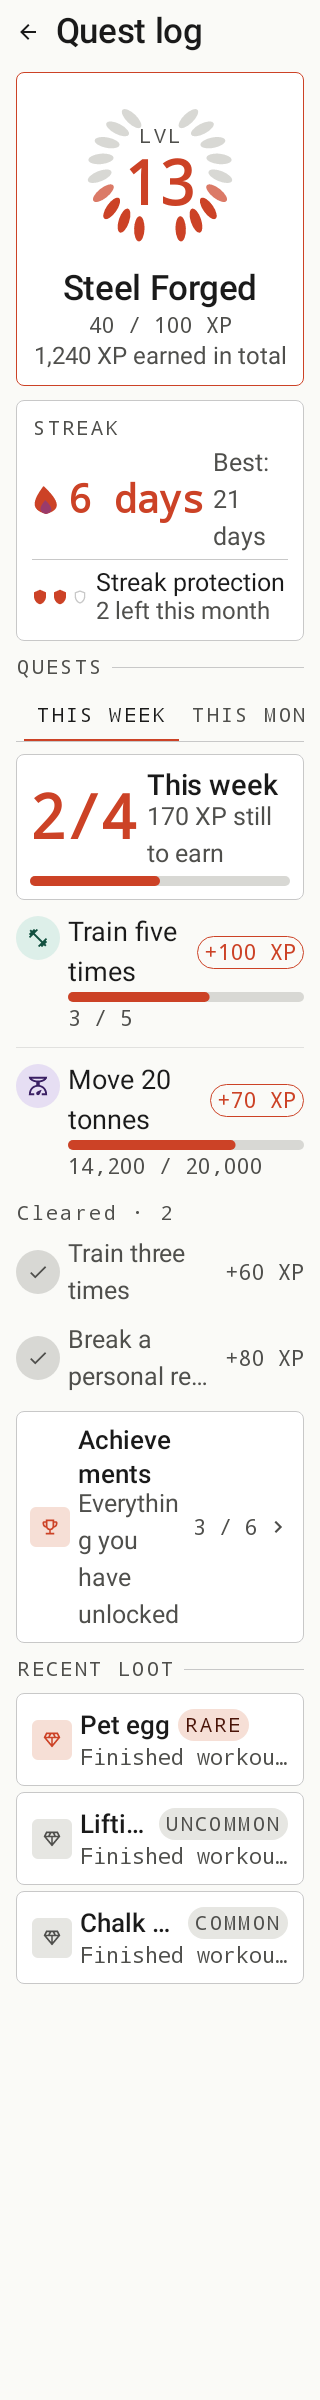 Quest log
LVL
13
Steel Forged
40 / 100 XP
1,240 XP earned in total
STREAK
6 days
Best:
21
days
Streak protection
2 left this month
QUESTS
THIS WEEK
THIS MON
2/4
This week
170 XP still
to earn
Train five
times
+100 XP
3 / 5
Move 20
tonnes
+70 XP
14,200 / 20,000
Cleared · 2
Train three
times
+60 XP
Break a
personal re…
+80 XP
Achieve
ments
Everythin
g you
have
unlocked
3 / 6
RECENT LOOT
Pet egg
RARE
Finished workou…
Lifti…
UNCOMMON
Finished workou…
Chalk …
COMMON
Finished workou…